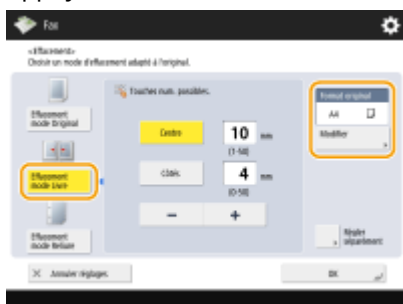 Fax
<Effacement>
Choisir un mode d'effacement adapté à l'original.
Effacement
mode Original
Effacement
mode Livre
Effacement
mode Reliure
Touches num. possibles.
Centre
10 mm
(1-50)
Côtés
4 mm
(0-50)
－
+
Format original
A4
Modifier
Régler
séparément
Annuler réglages
OK